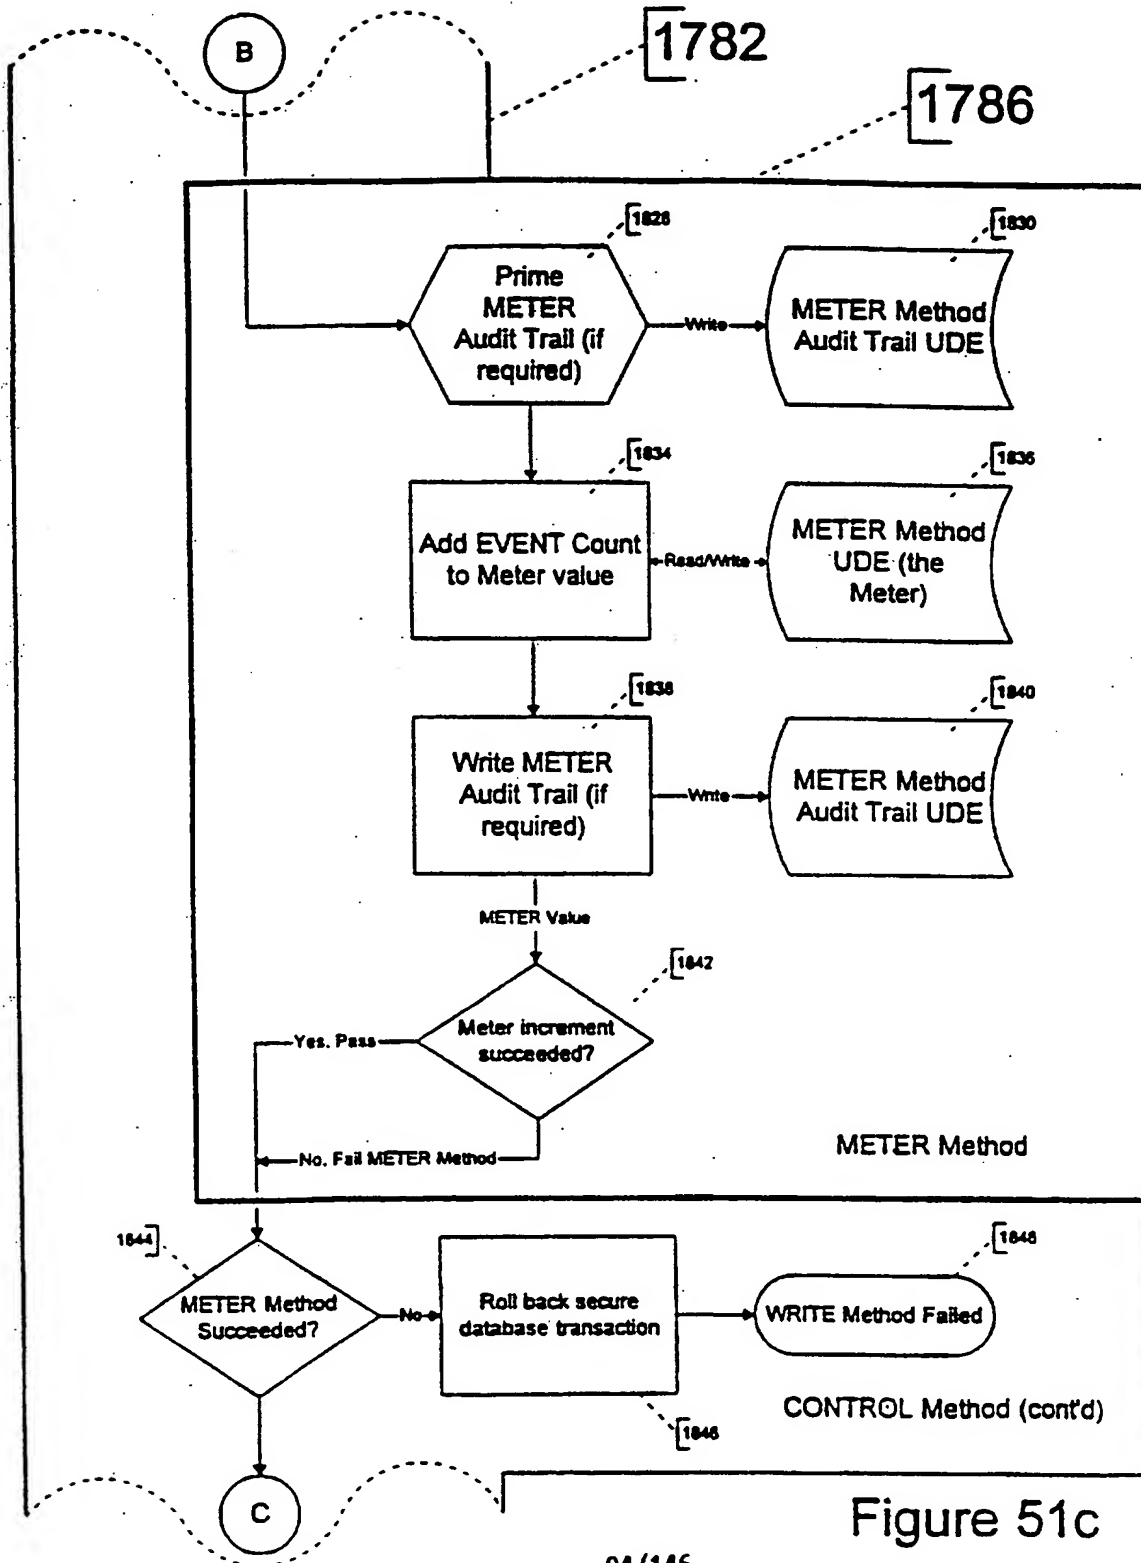 B
1782
1786
1828
Prime
METER
Audit Trail (if
required)
Write
1830
METER Method
Audit Trail UDE
1834
Add EVENT Count
to Meter value
Read/Write
1836
METER Method
UDE (the
Meter)
1838
Write METER
Audit Trail (if
required)
Write
1840
METER Method
Audit Trail UDE
METER Value
1842
Meter increment
succeeded?
Yes, Pass
No, Fail METER Method
METER Method
1844
METER Method
Succeeded?
No
Roll back secure
database transaction
1846
1848
WRITE Method Failed
CONTROL Method (cont'd)
C
Figure 51c